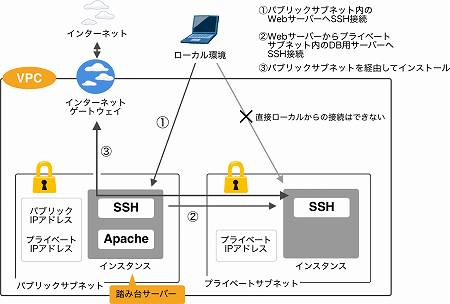 インターネット
ローカル環境
①パブリックサブネット内の
WebサーバーへSSH接続
②Webサーバーからプライベート
サブネット内のDB用サーバーへ
SSH接続
③パブリックサブネットを経由してインストール
VPC
インターネット
ゲートウェイ
①
直接ローカルからの接続はできない
③
パブリック
IPアドレス
プライベート
IPアドレス
SSH
Apache
インスタンス
パブリックサブネット
踏み台サーバー
②
プライベート
IPアドレス
SSH
インスタンス
プライベートサブネット